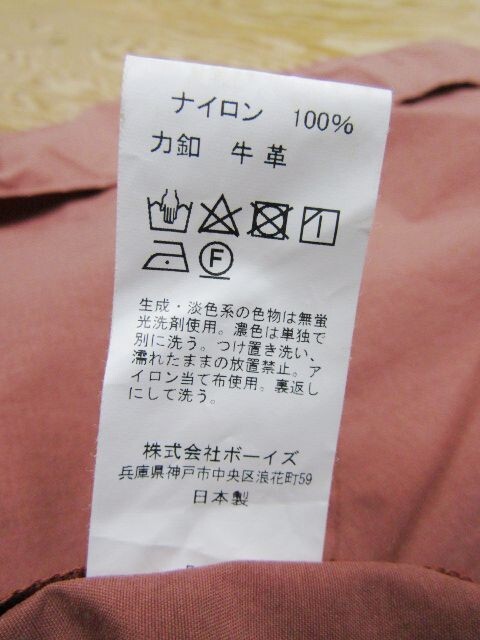 ナイロン 100%
力釦 牛革
F
生成・淡色系の色物は無蛍
光洗剤使用。濃色は単独で
別に洗う。つけ置き洗い、
濡れたままの放置禁止。ア
イロン当て布使用。裏返し
にして洗う。
株式会社ボーイズ
兵庫県神戸市中央区浪花町59
日本製